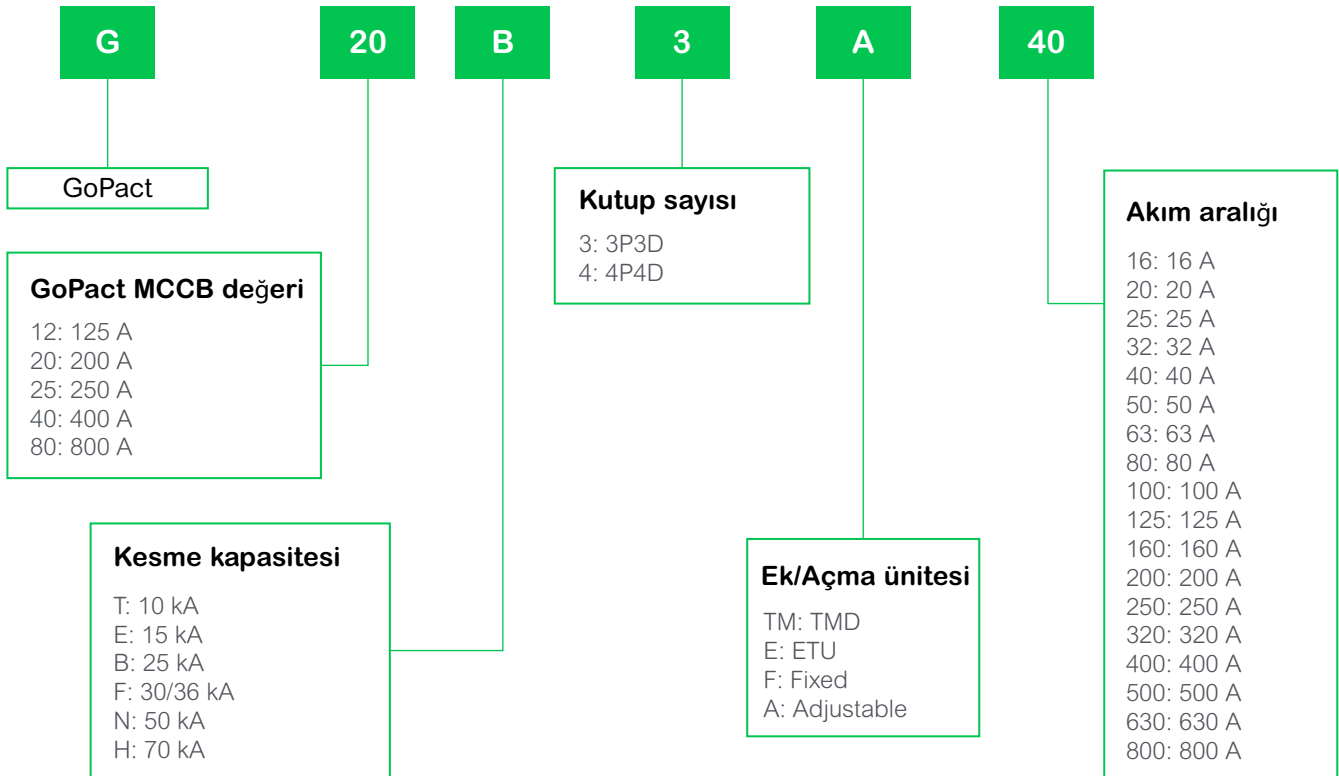 G
20
B
3
A
40
GoPact
GoPact MCCB değeri
12: 125 A
20: 200 A
25: 250 A
40: 400 A
80: 800 A
Kesme kapasitesi
T: 10 kA
E: 15 kA
B: 25 kA
F: 30/36 kA
N: 50 kA
H: 70 kA
Kutup sayısı
3: 3P3D
4: 4P4D
Ek/Açma ünitesi
TM: TMD
E: ETU
F: Fixed
A: Adjustable
Akım aralığı
16: 16 A
20: 20 A
25: 25 A
32: 32 A
40: 40 A
50: 50 A
63: 63 A
80: 80 A
100: 100 A
125: 125 A
160: 160 A
200: 200 A
250: 250 A
320: 320 A
400: 400 A
500: 500 A
630: 630 A
800: 800 A